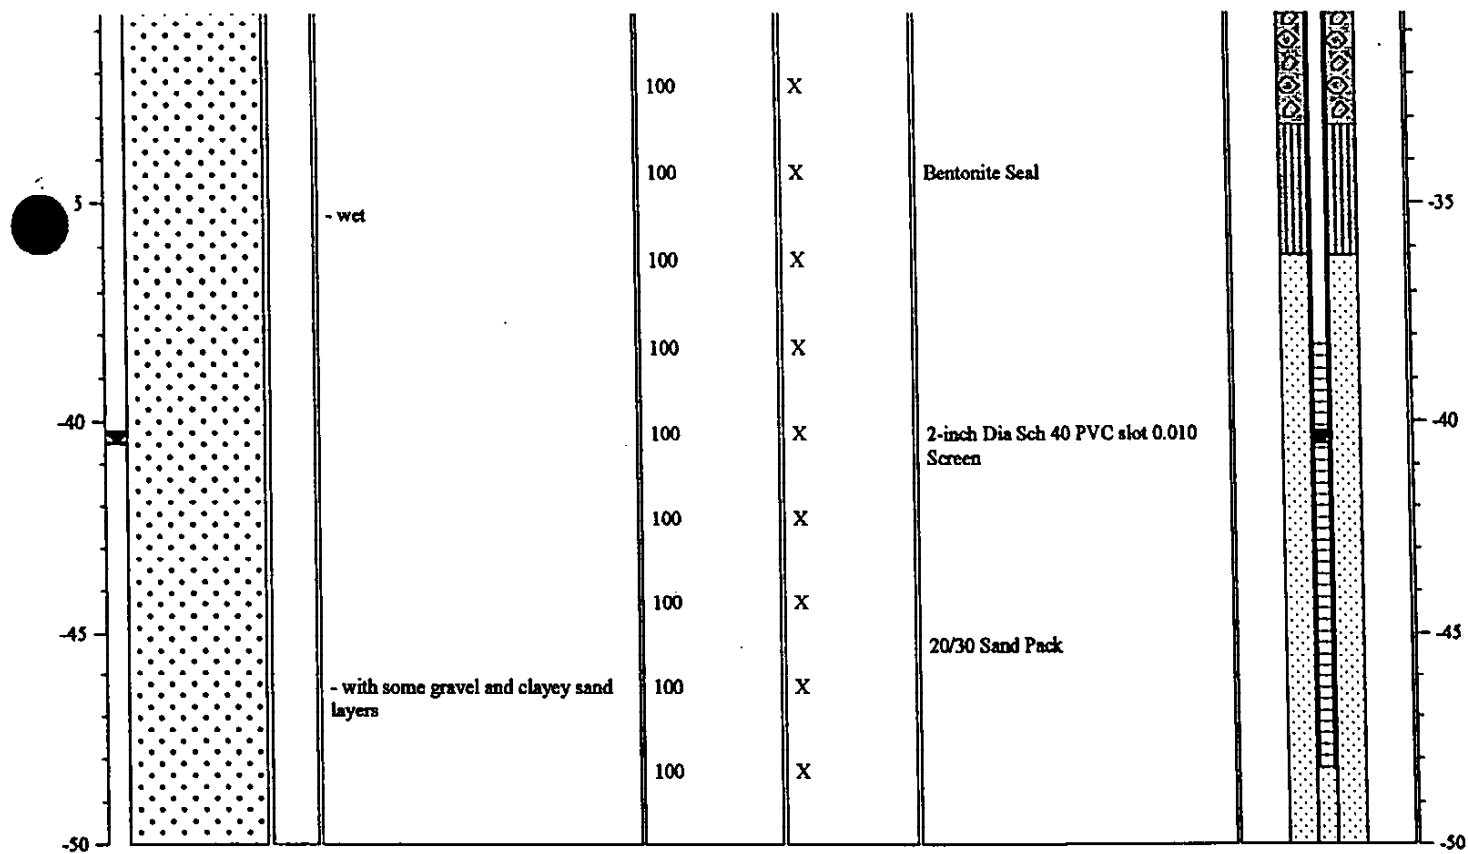 100 X
100 X Bentonite Seal
5 -35
- wet
100 X
100 X
-40 -40
100 X 2-inch Dia Sch 40 PVC slot 0.010
Screen
100 X
100 X
-45 -45
20/30 Sand Pack
- with some gravel and clayey sand 100 X
layers
100 X
-50 -50